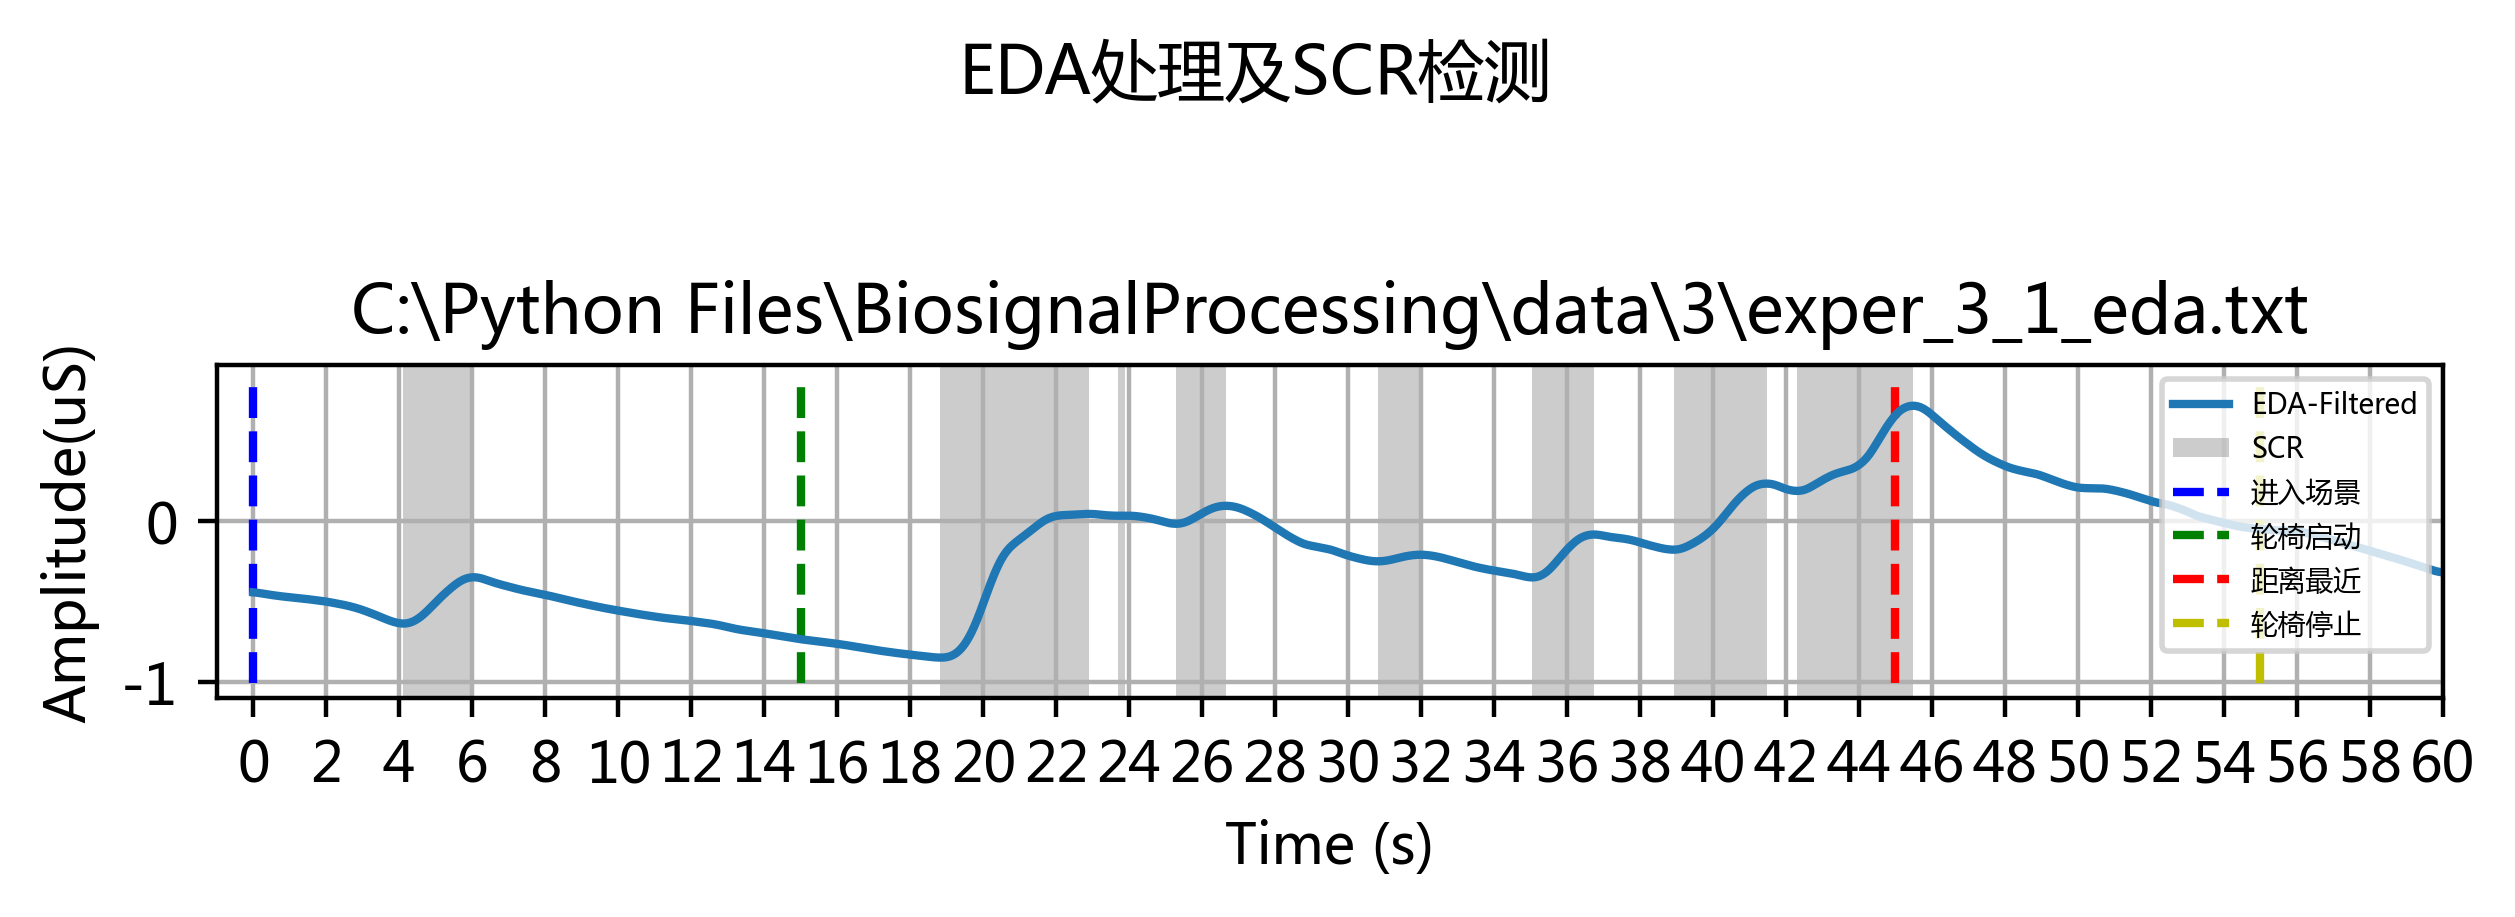 EDA处理及SCR检测
C:\Python Files\BiosignalProcessing\data\3\exper_3_1_eda.txt
Amplitude(uS)
0
-1
EDA-Filtered
SCR
进入场景
轮椅启动
距离最近
轮椅停止
0 2 4 6 8 10 12 14 16 18 20 22 24 26 28 30 32 34 36 38 40 42 44 46 48 50 52 54 56 58 60
Time (s)